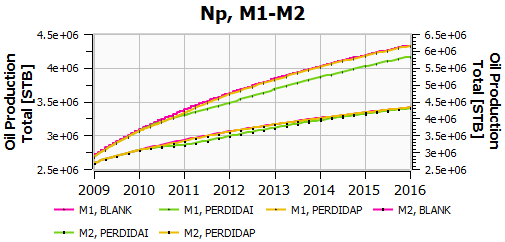 Np, M1-M2
Oil Production
Total [STB]
4.5e+06
4e+06
3.5e+06
3e+06
2.5e+06
6.5e+06
6e+06
5.5e+06
5e+06
4.5e+06
4e+06
3.5e+06
3e+06
2.5e+06
Oil Production
Total [STB]
2009 2010 2011 2012 2013 2014 2015 2016
M1, BLANK M1, PERDIDAI M1, PERDIDAP M2, BLANK
M2, PERDIDAI M2, PERDIDAP